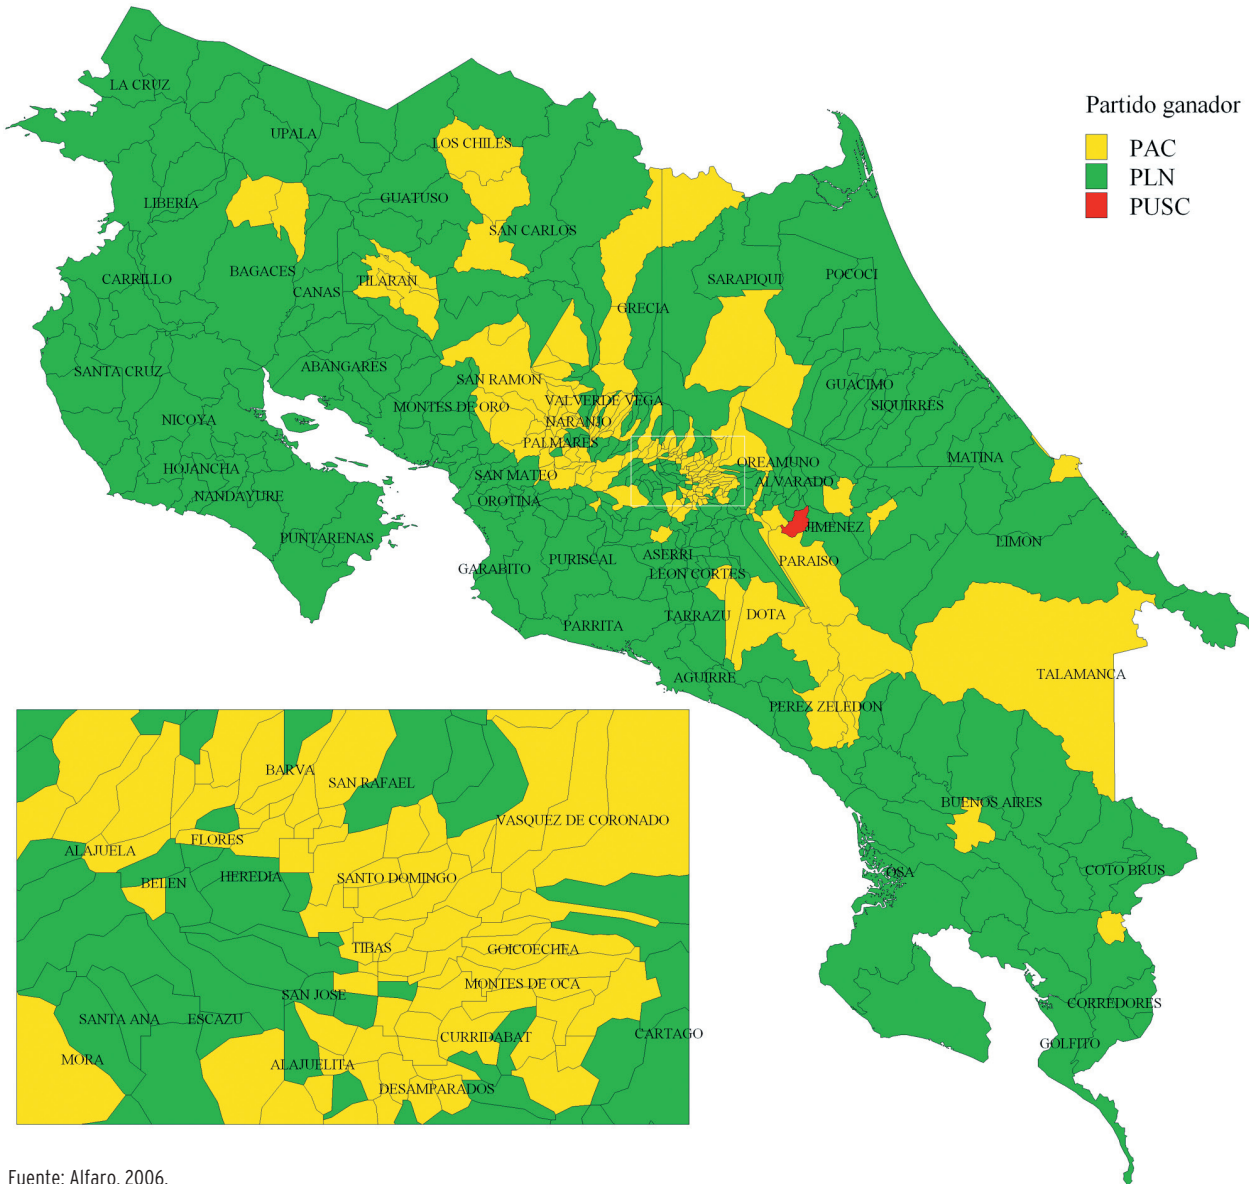 Partido ganador
PAC
PLN
PUSC
LA CRUZ
UPALA
LOS CHILES
LIBERIA
GUATUSO
SAN CARLOS
CARRILLO
BAGACES
CANAS
TILARAN
SARAPIQUI
POCOCI
GRECIA
SANTA CRUZ
ABANGARES
SAN RAMON
MONTES DE ORO
VALVERDE VEGA
GUACIMO
SIQUIRRES
NICOYA
NARANJO
PALMARES
HOJANCHA
SAN MATEO
OREAMUNO
ALVARADO
MATINA
NANDAYURE
OROTINA
PUNTARENAS
JIMENEZ
LIMON
GARABITO
PURISCAL
ASERRI
LEON CORTES
PARAISO
PARRITA
TARRAZU
DOTA
AGUIRRE
TALAMANCA
PEREZ ZELEDON
BUENOS AIRES
OSA
COTO BRUS
CORREDORES
GOLFITO
BARVA
SAN RAFAEL
VASQUEZ DE CORONADO
ALAJUELA
FLORES
BELEN
HEREDIA
SANTO DOMINGO
TIBAS
GOICOECHEA
MONTES DE OCA
SAN JOSE
SANTA ANA
ESCAZU
CURRIDABAT
CARTAGO
MORA
ALAJUELITA
DESAMPARADOS
Fuente: Alfaro, 2006.